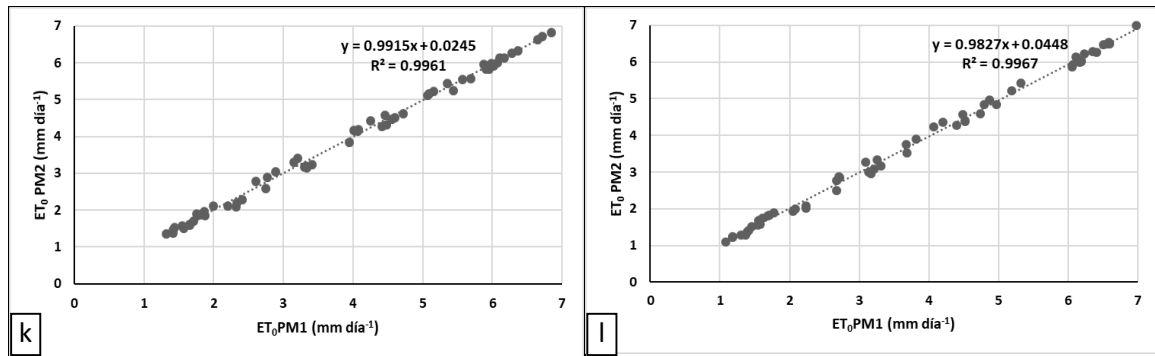 7
6
5
4
3
2
1
0
ET₀ PM2 (mm día⁻¹)
y = 0.9915x + 0.0245
R² = 0.9961
0 1 2 3 4 5 6 7
ET₀PM1 (mm día⁻¹)
k
7
6
5
4
3
2
1
0
ET₀ PM2 (mm día⁻¹)
y = 0.9827x + 0.0448
R² = 0.9967
0 1 2 3 4 5 6 7
ET₀PM1 (mm día⁻¹)
l